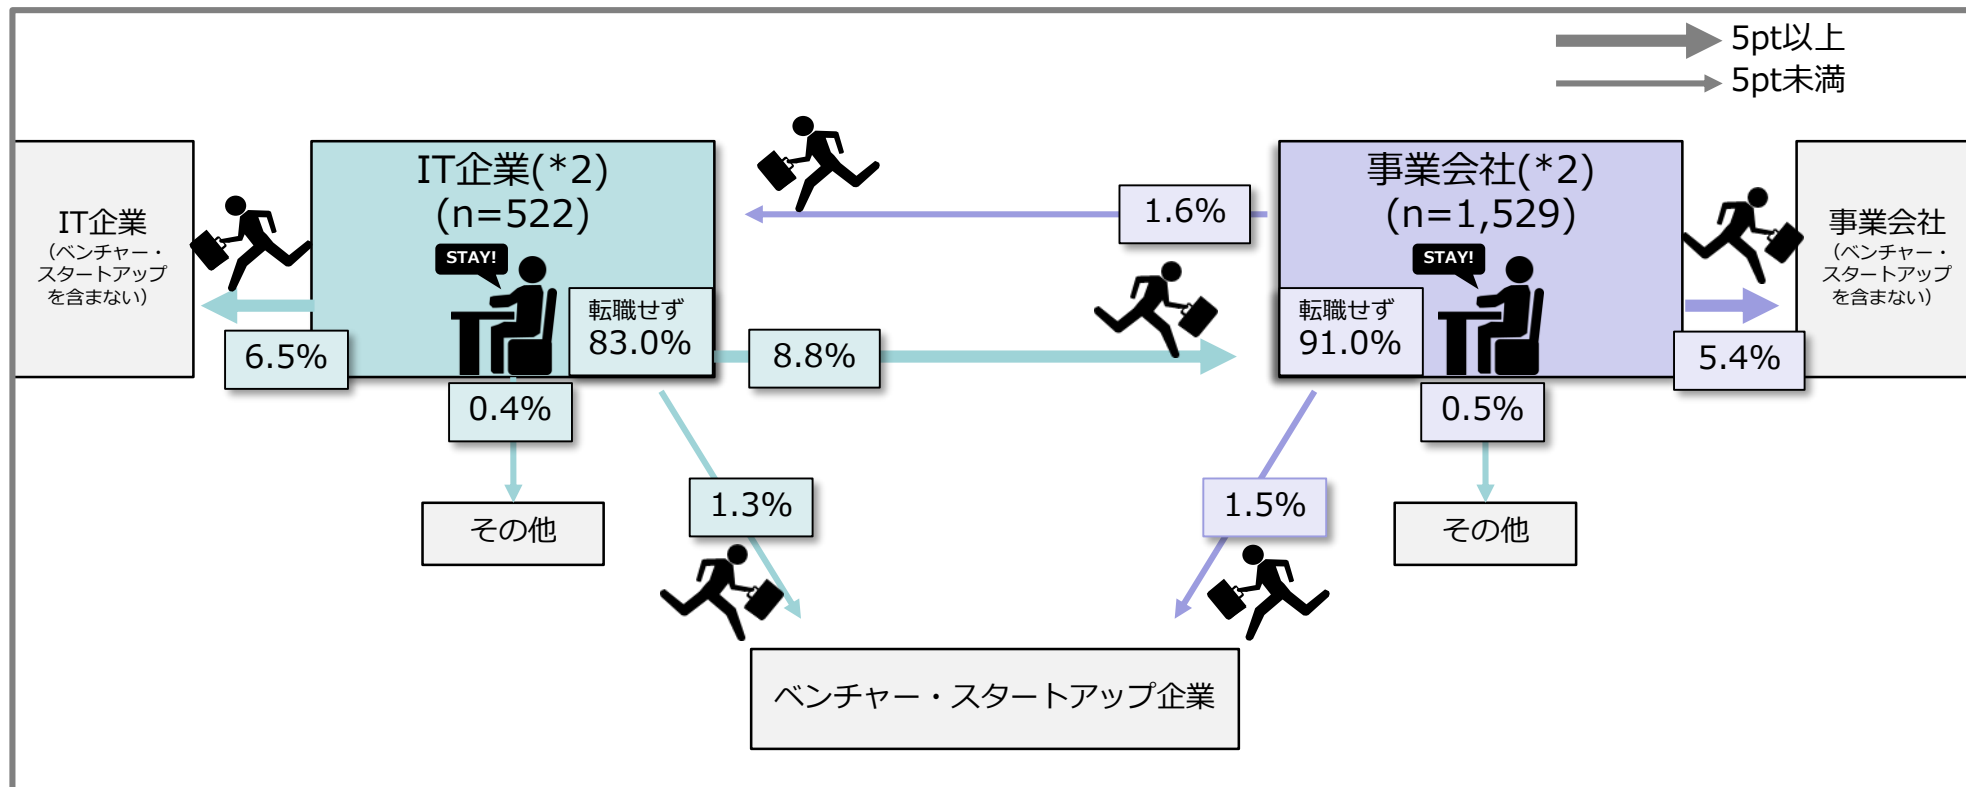 5pt以上
5pt未満
IT企業
（ベンチャー・
スタートアップ
を含まない）
IT企業(*2)
(n=522)
STAY!
転職せず
83.0%
6.5%
0.4%
8.8%
1.6%
事業会社(*2)
(n=1,529)
STAY!
転職せず
91.0%
5.4%
0.5%
事業会社
（ベンチャー・
スタートアップ
を含まない）
1.3%
1.5%
その他
その他
ベンチャー・スタートアップ企業